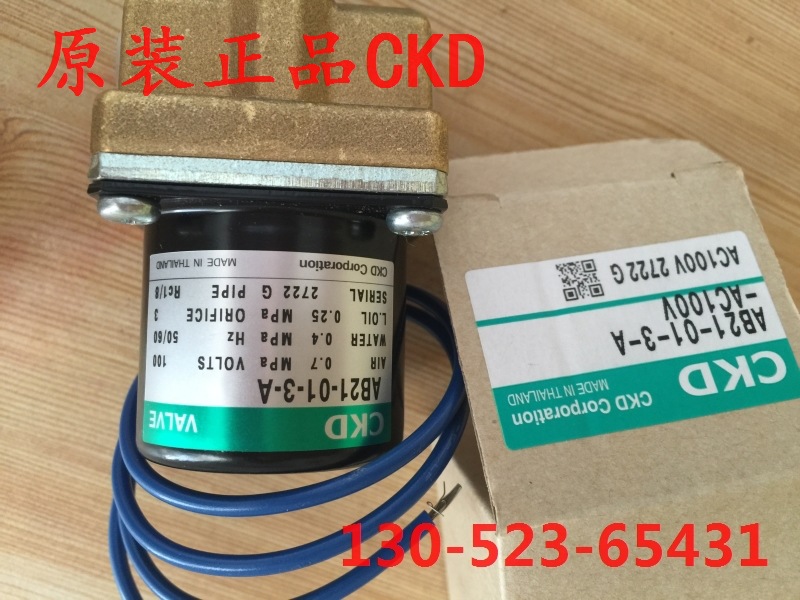 原装正品CKD
CKD VALVE
AB21-01-3-A
AIR 0.7 MPa VOLTS 100
WATER 0.4 MPa Hz 50/60
L.OIL 0.25 MPa ORIFICE 3
SERIAL 2722 G PIPE Rc1/8
CKD Corporation MADE IN THAILAND
CKD
CKD Corporation
MADE IN THAILAND
AB21-01-3-A
-AC100V
AC100V 2722 G
130-523-65431